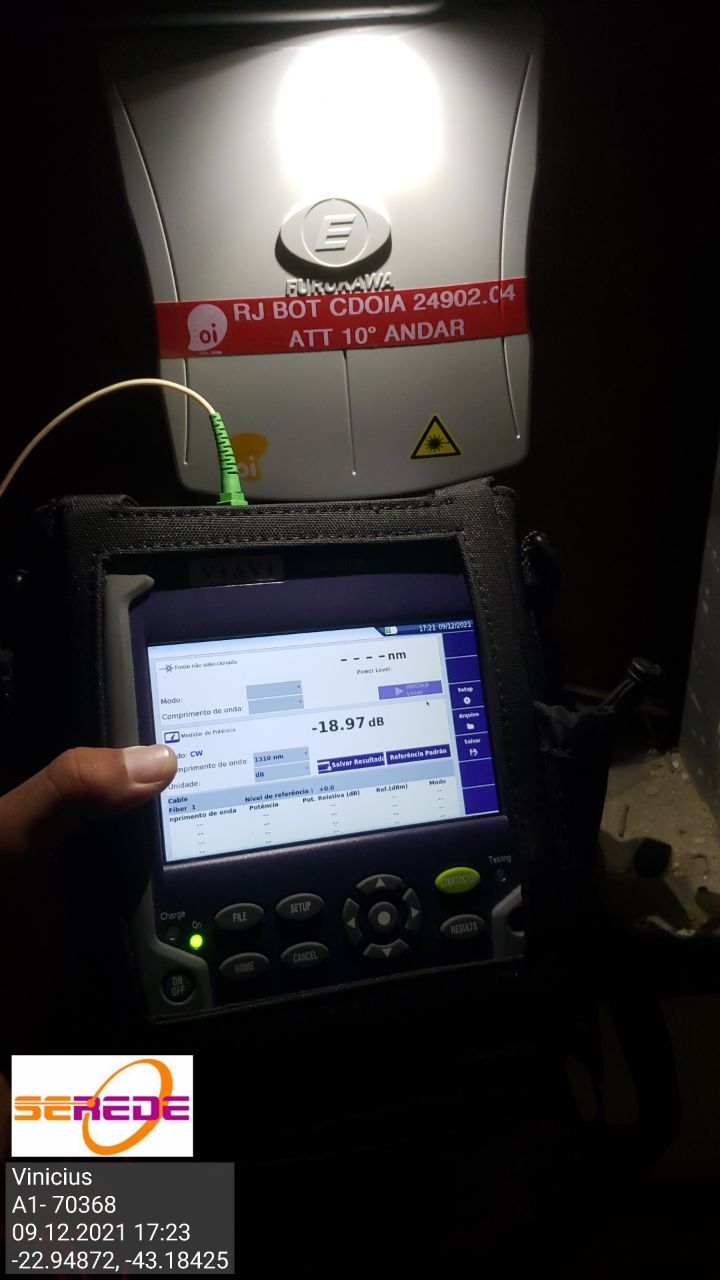 E
FURUKAWA
RJ BOT CDOIA 24902.04
oi
ATT 10º ANDAR
oi
VIAVI
17:21 09/12/2021
Fonte não seleccionada
- - - - nm
Power Level:
Modo:
INICIAR
Laser
Comprimento de onda:
Setup
Medidor de Potência
-18.97 dB
Arquivo
do: CW
mprimento de onda:
1310 nm
Salvar Resultado
Referência Padrão
Salvar
Unidade:
dB
Cable
Fiber 1
Nível de referência : +0.0
nprimento de onda
Potência
Pot. Relativa (dB)
Ref.(dBm)
Modo
-- -- -- -- --
-- -- -- -- --
-- -- -- -- --
Testing
START/STOP
Charge
On
FILE
SETUP
RESULTS
HOME
CANCEL
ON
OFF
SEREDE
Vinicius
A1- 70368
09.12.2021 17:23
-22.94872, -43.18425